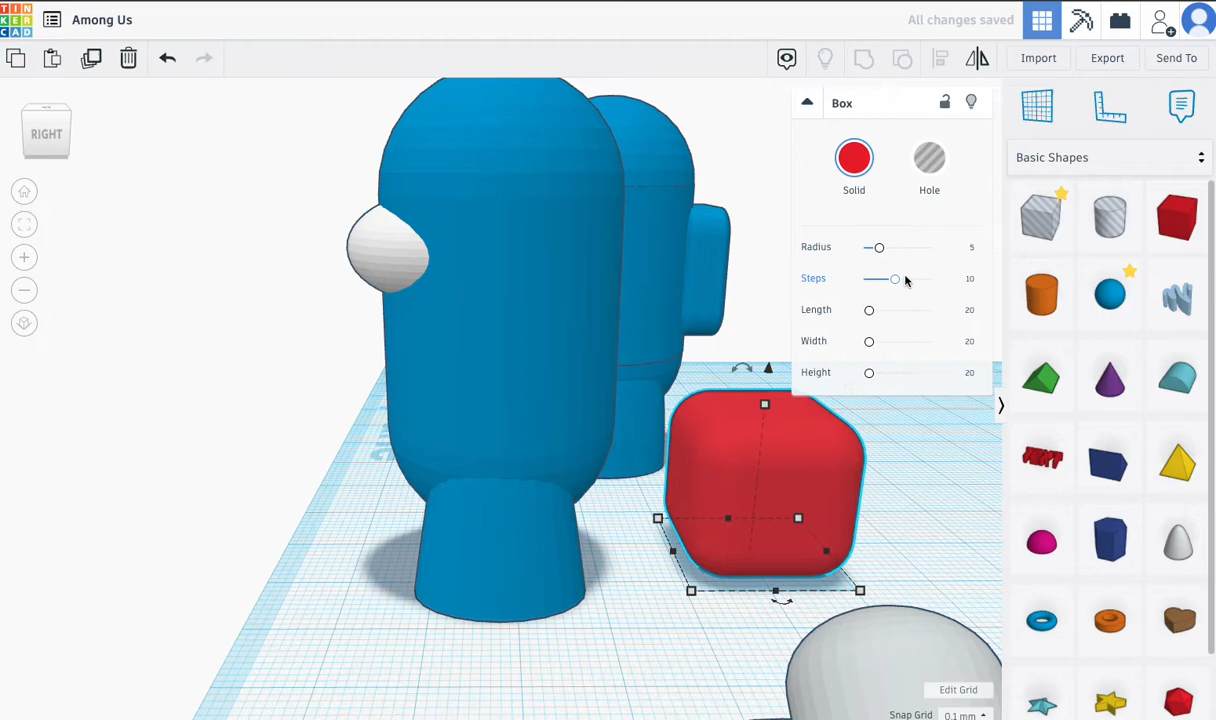 TIN
KER
CAD
Among Us
All changes saved
Import
Export
Send To
RIGHT
Box
Solid
Hole
Radius
5
Steps
10
Length
20
Width
20
Height
20
Basic Shapes
TEXT
Edit Grid
Snap Grid
0.1 mm